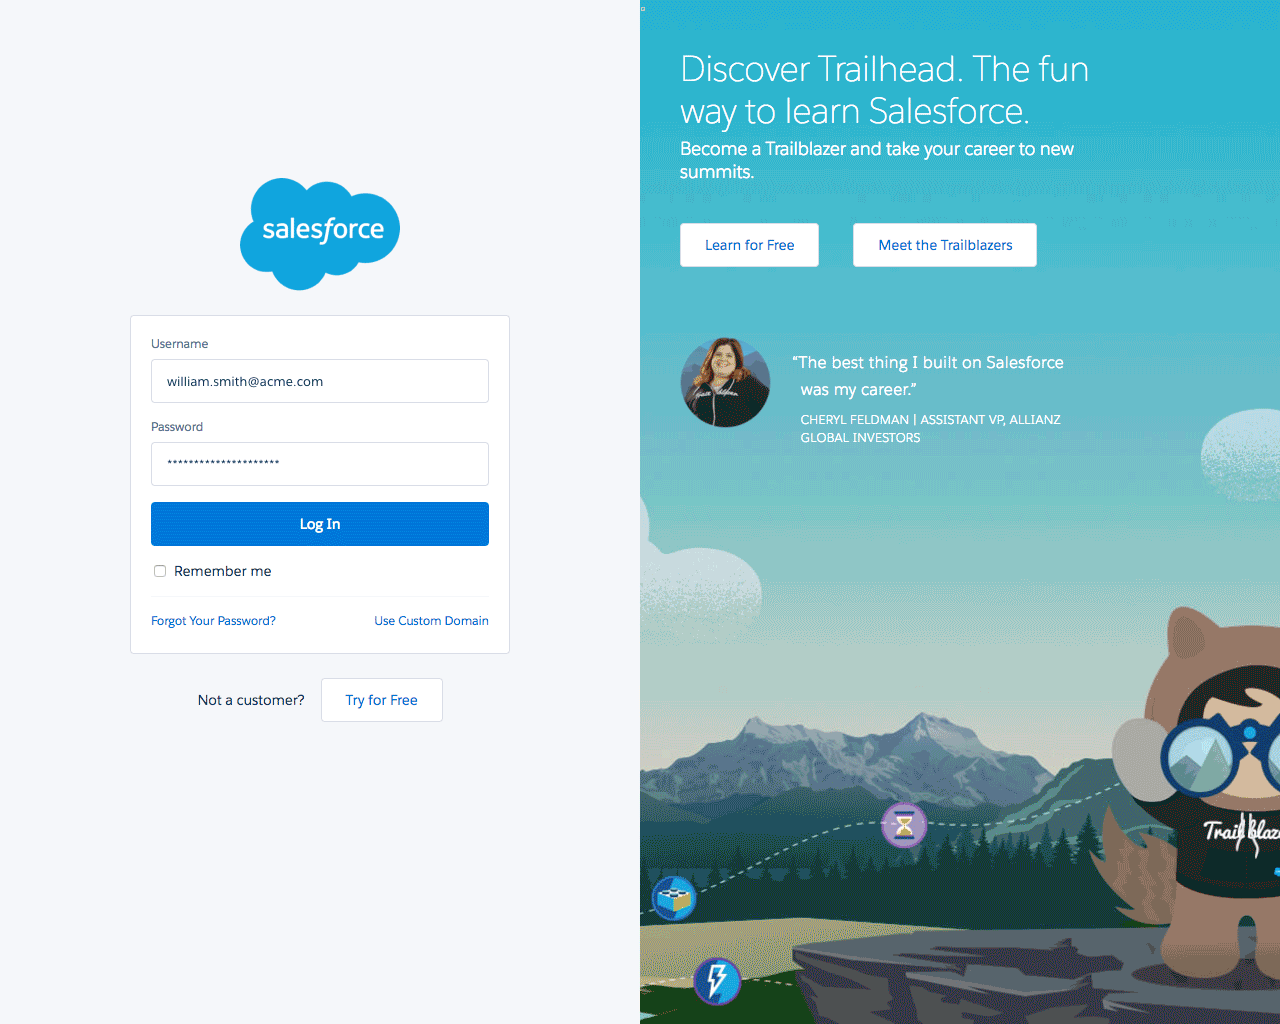 salesforce
Username
william.smith@acme.com
Password
*********************
Log In
Remember me
Forgot Your Password?
Use Custom Domain
Not a customer?
Try for Free
Discover Trailhead. The fun
way to learn Salesforce.
Become a Trailblazer and take your career to new
summits.
Learn for Free
Meet the Trailblazers
“The best thing I built on Salesforce
was my career.”
CHERYL FELDMAN | ASSISTANT VP, ALLIANZ
GLOBAL INVESTORS